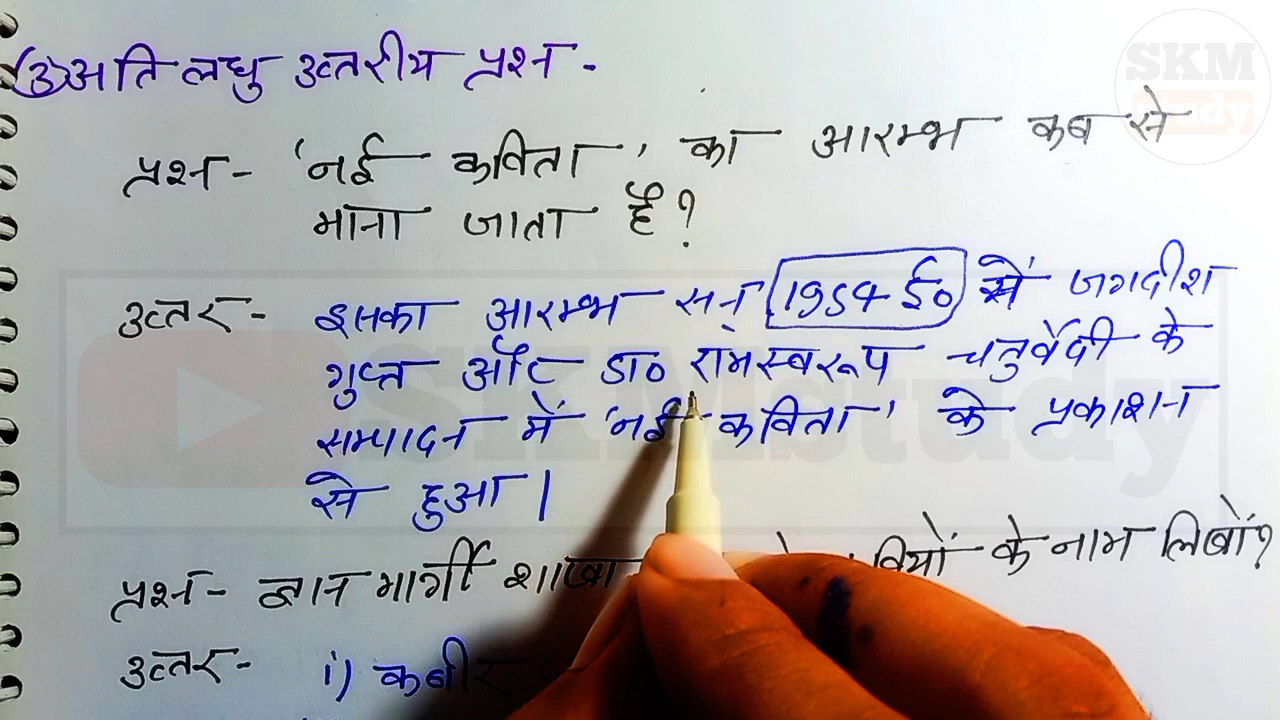 SKM
Study
(3) अति लघु उत्तरीय प्रश्न -
प्रश्न - 'नई कविता' का आरम्भ कब से
माना जाता है?
उत्तर - इसका आरम्भ सन् 1954 ई० में जगदीश
गुप्त और डा० रामस्वरूप चतुर्वेदी के
सम्पादन में 'नई कविता' के प्रकाशन
से हुआ।
SKMstudy
प्रश्न - ज्ञान मार्गी शाखा के नाम लिखों?
उत्तर - i) कबीर